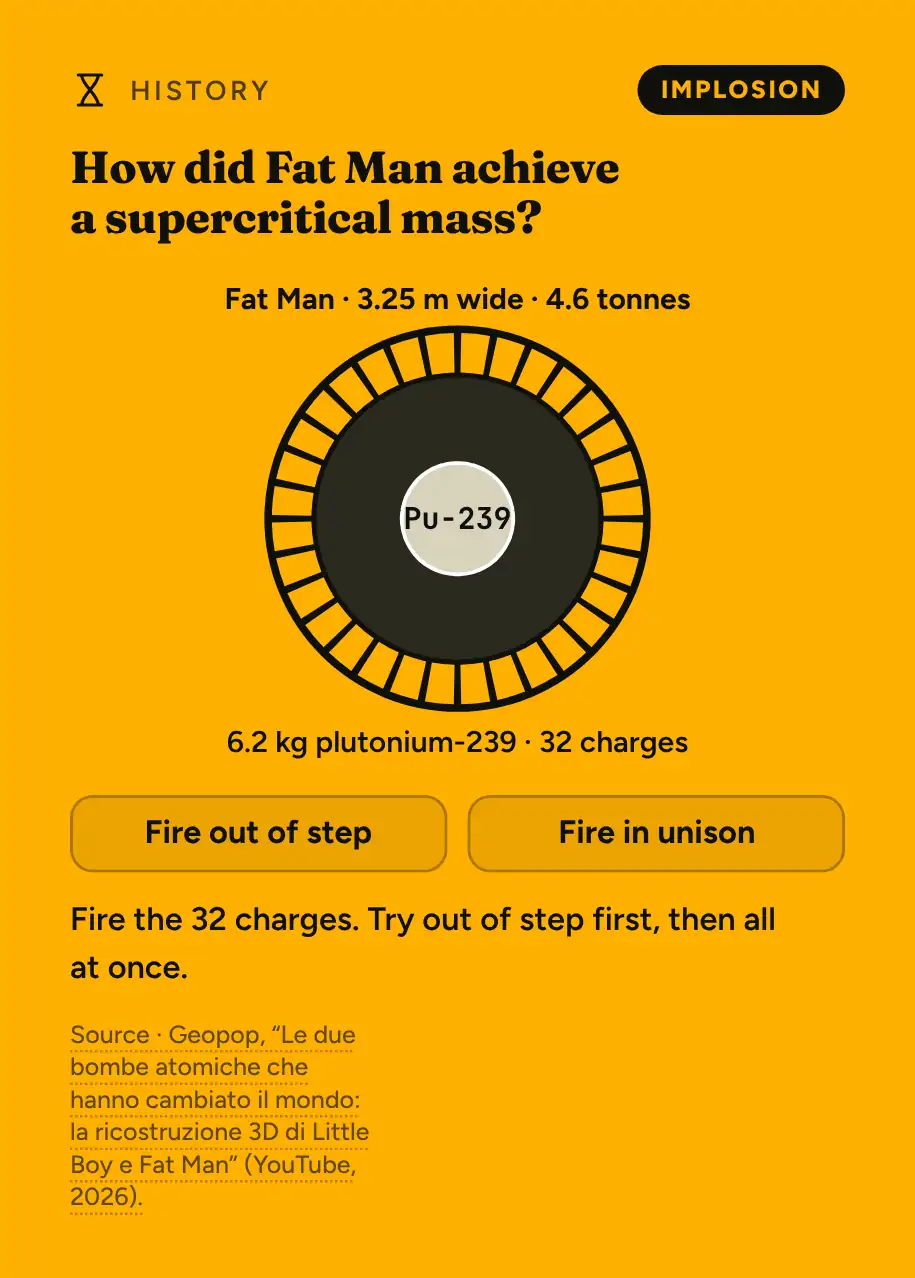 HISTORY
IMPLOSION
How did Fat Man achieve
a supercritical mass?
Fat Man · 3.25 m wide · 4.6 tonnes
Pu-239
6.2 kg plutonium-239 · 32 charges
Fire out of step
Fire in unison
Fire the 32 charges. Try out of step first, then all
at once.
Source · Geopop, “Le due
bombe atomiche che
hanno cambiato il mondo:
la ricostruzione 3D di Little
Boy e Fat Man” (YouTube,
2026).